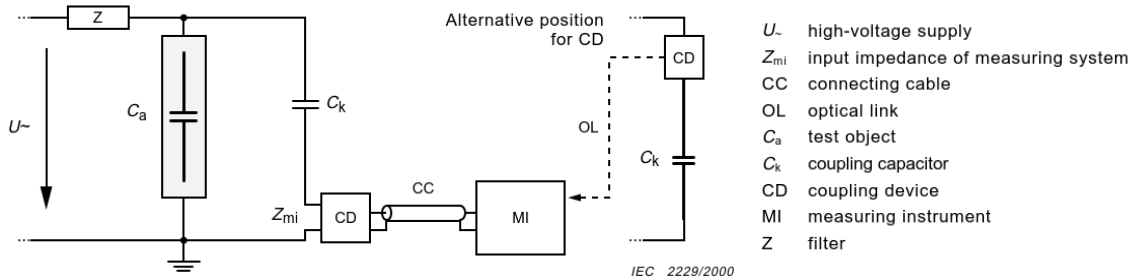 Z
U~
Ca
Ck
Zmi
CD
CC
MI
OL
Alternative position
for CD
CD
Ck
IEC 2229/2000
U~ high-voltage supply
Zmi input impedance of measuring system
CC connecting cable
OL optical link
Ca test object
Ck coupling capacitor
CD coupling device
MI measuring instrument
Z filter